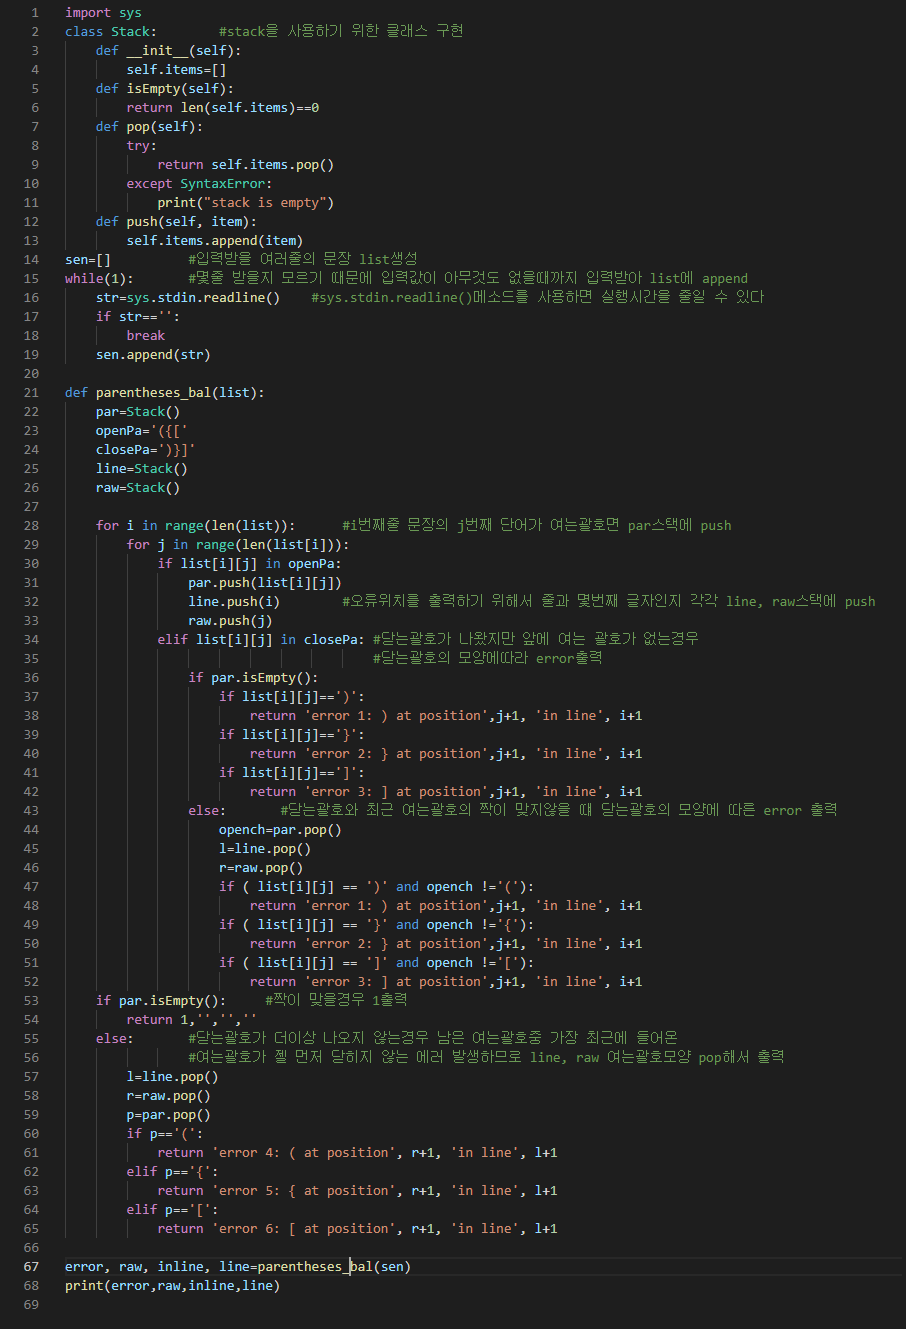 1 import sys
2 class Stack:        #stack을 사용하기 위한 클래스 구현
3     def __init__(self):
4         self.items=[]
5     def isEmpty(self):
6         return len(self.items)==0
7     def pop(self):
8         try:
9             return self.items.pop()
10         except SyntaxError:
11             print("stack is empty")
12     def push(self, item):
13         self.items.append(item)
14 sen=[]          #입력받을 여러줄의 문장 list생성
15 while(1):       #몇줄 받을지 모르기 때문에 입력값이 아무것도 없을때까지 입력받아 list에 append
16     str=sys.stdin.readline()    #sys.stdin.readline()메소드를 사용하면 실행시간을 줄일 수 있다
17     if str=='':
18         break
19     sen.append(str)
20
21 def parentheses_bal(list):
22     par=Stack()
23     openPa='({['
24     closePa=')}]'
25     line=Stack()
26     raw=Stack()
27
28     for i in range(len(list)):      #i번째줄 문장의 j번째 단어가 여는괄호면 par스택에 push
29         for j in range(len(list[i])):
30             if list[i][j] in openPa:
31                 par.push(list[i][j])
32                 line.push(i)        #오류위치를 출력하기 위해서 줄과 몇번째 글자인지 각각 line, raw스택에 push
33                 raw.push(j)
34             elif list[i][j] in closePa: #닫는괄호가 나왔지만 앞에 여는 괄호가 없는경우
35                                         #닫는괄호의 모양에따라 error출력
36                 if par.isEmpty():
37                     if list[i][j]==')':
38                         return 'error 1: ) at position',j+1, 'in line', i+1
39                     if list[i][j]=='}':
40                         return 'error 2: } at position',j+1, 'in line', i+1
41                     if list[i][j]==']':
42                         return 'error 3: ] at position',j+1, 'in line', i+1
43                 else:       #닫는괄호와 최근 여는괄호의 짝이 맞지않을 때 닫는괄호의 모양에 따른 error 출력
44                     opench=par.pop()
45                     l=line.pop()
46                     r=raw.pop()
47                     if ( list[i][j] == ')' and opench !='('):
48                         return 'error 1: ) at position',j+1, 'in line', i+1
49                     if ( list[i][j] == '}' and opench !='{'):
50                         return 'error 2: } at position',j+1, 'in line', i+1
51                     if ( list[i][j] == ']' and opench !='['):
52                         return 'error 3: ] at position',j+1, 'in line', i+1
53     if par.isEmpty():     #짝이 맞을경우 1출력
54         return 1,'','',''
55     else:       #닫는괄호가 더이상 나오지 않는경우 남은 여는괄호중 가장 최근에 들어온
56                 #여는괄호가 젤 먼저 닫히지 않는 에러 발생하므로 line, raw 여는괄호모양 pop해서 출력
57         l=line.pop()
58         r=raw.pop()
59         p=par.pop()
60         if p=='(':
61             return 'error 4: ( at position', r+1, 'in line', l+1
62         elif p=='{':
63             return 'error 5: { at position', r+1, 'in line', l+1
64         elif p=='[':
65             return 'error 6: [ at position', r+1, 'in line', l+1
66
67 error, raw, inline, line=parentheses_bal(sen)
68 print(error,raw,inline,line)
69